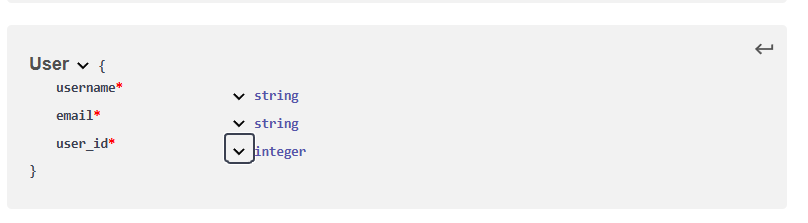 User {
username* string
email* string
user_id* integer
}